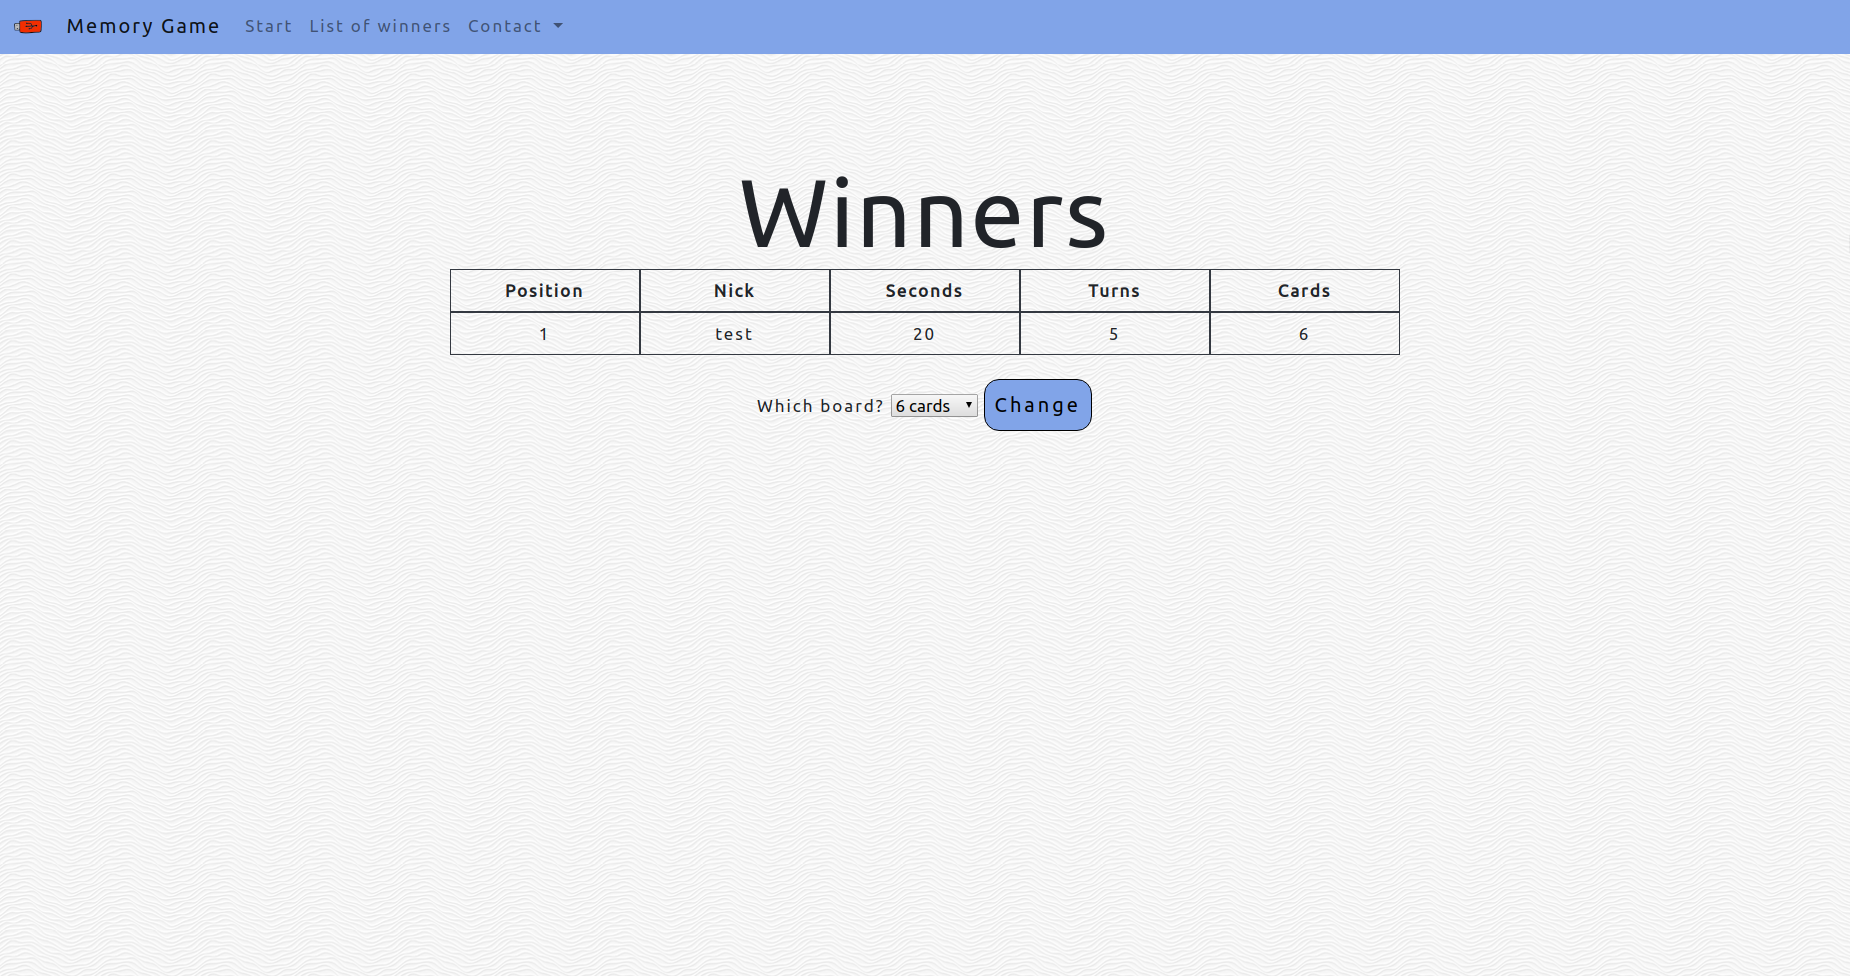 Memory Game Start List of winners Contact
Winners
Position Nick Seconds Turns Cards
1 test 20 5 6
Which board? 6 cards Change